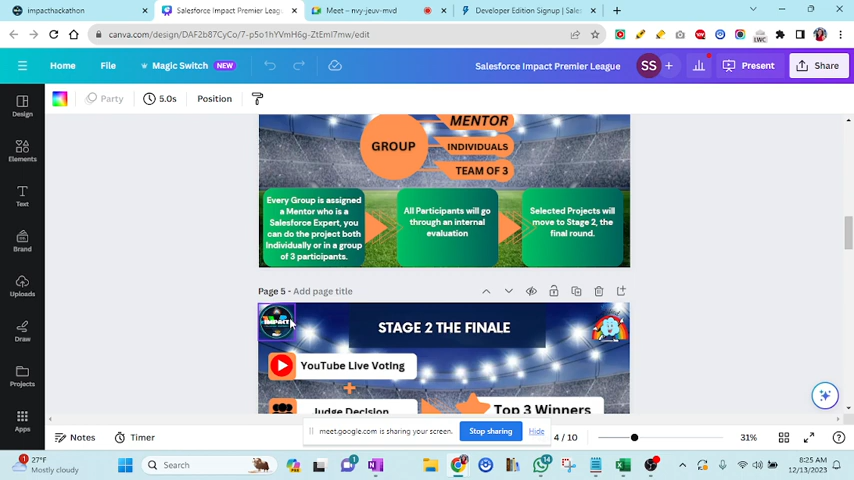 impacthackathon
Salesforce Impact Premier Leagu
Meet – nvy-jeuv-mvd
Developer Edition Signup | Sales
canva.com/design/DAF2b87CyCo/7-p5o1hYVmH6g-ZtEmI7mw/edit
Home
File
Magic Switch
NEW
Salesforce Impact Premier League
SS
Present
Share
Party
5.0s
Position
Design
Elements
Text
Brand
Uploads
Draw
Projects
Apps
GROUP
MENTOR
INDIVIDUALS
TEAM OF 3
Every Group is assigned
a Mentor who is a
Salesforce Expert, you
can do the project both
Individually or in a group
of 3 participants.
All Participants will go
through an internal
evaluation
Selected Projects will
move to Stage 2, the
final round.
Page 5 - Add page title
IMPACT
STAGE 2 THE FINALE
YouTube Live Voting
Judge Decision
Top 3 Winners
meet.google.com is sharing your screen.
Stop sharing
Hide
Notes
Timer
4 / 10
31%
27°F
Mostly cloudy
Search
8:25 AM
12/13/2023